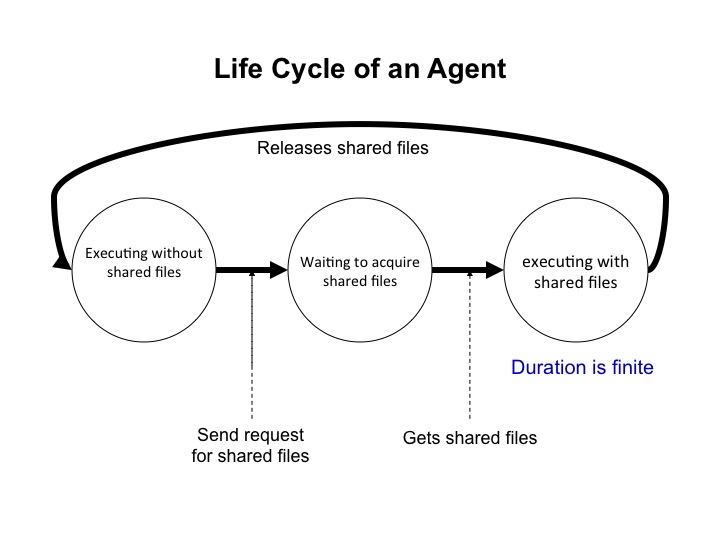 Life Cycle of an Agent
Releases shared files
Executing without
shared files
Waiting to acquire
shared files
executing with
shared files
Duration is finite
Send request
for shared files
Gets shared files